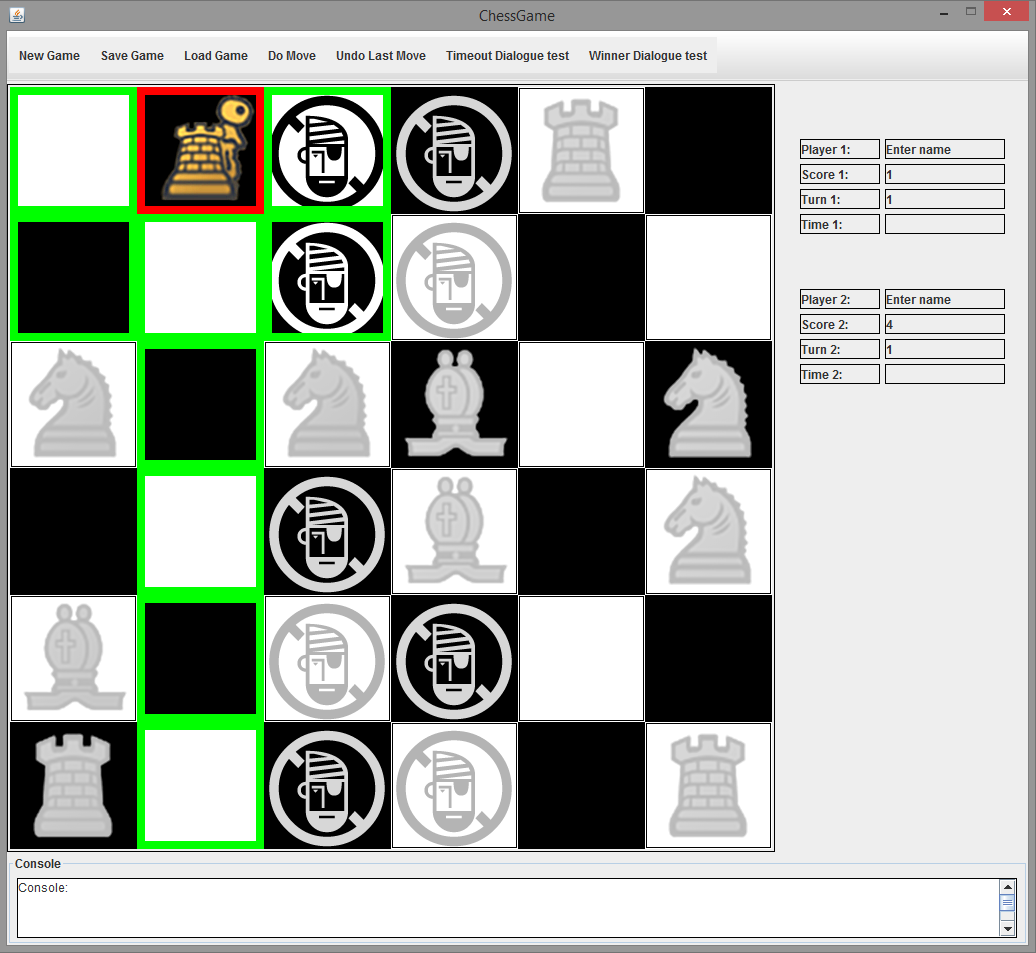 ChessGame
New Game Save Game Load Game Do Move Undo Last Move Timeout Dialogue test Winner Dialogue test
Player 1: Enter name
Score 1: 1
Turn 1: 1
Time 1:
Player 2: Enter name
Score 2: 4
Turn 2: 1
Time 2:
Console
Console: